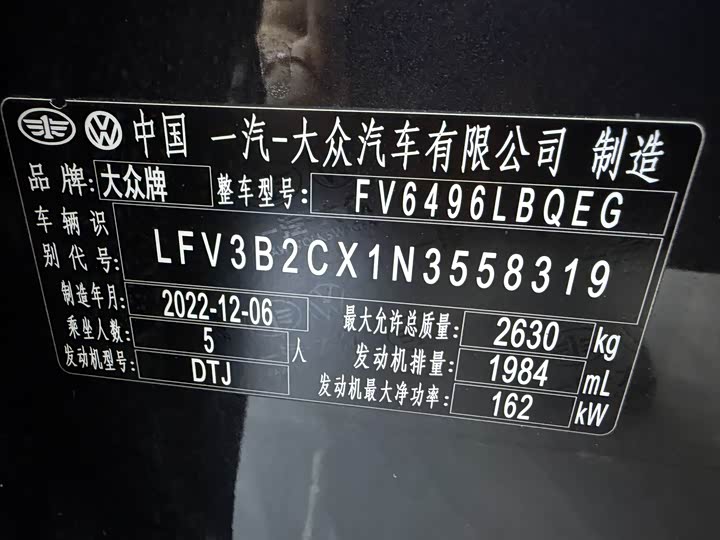 中国 一汽-大众汽车有限公司 制造
品牌: 大众牌 整车型号: FV6496LBQEG
车辆识别代号: LFV3B2CX1N3558319
制造年月: 2022-12-06 最大允许总质量: 2630 kg
乘坐人数: 5 人 发动机排量: 1984 mL
发动机型号: DTJ 发动机最大净功率: 162 kW